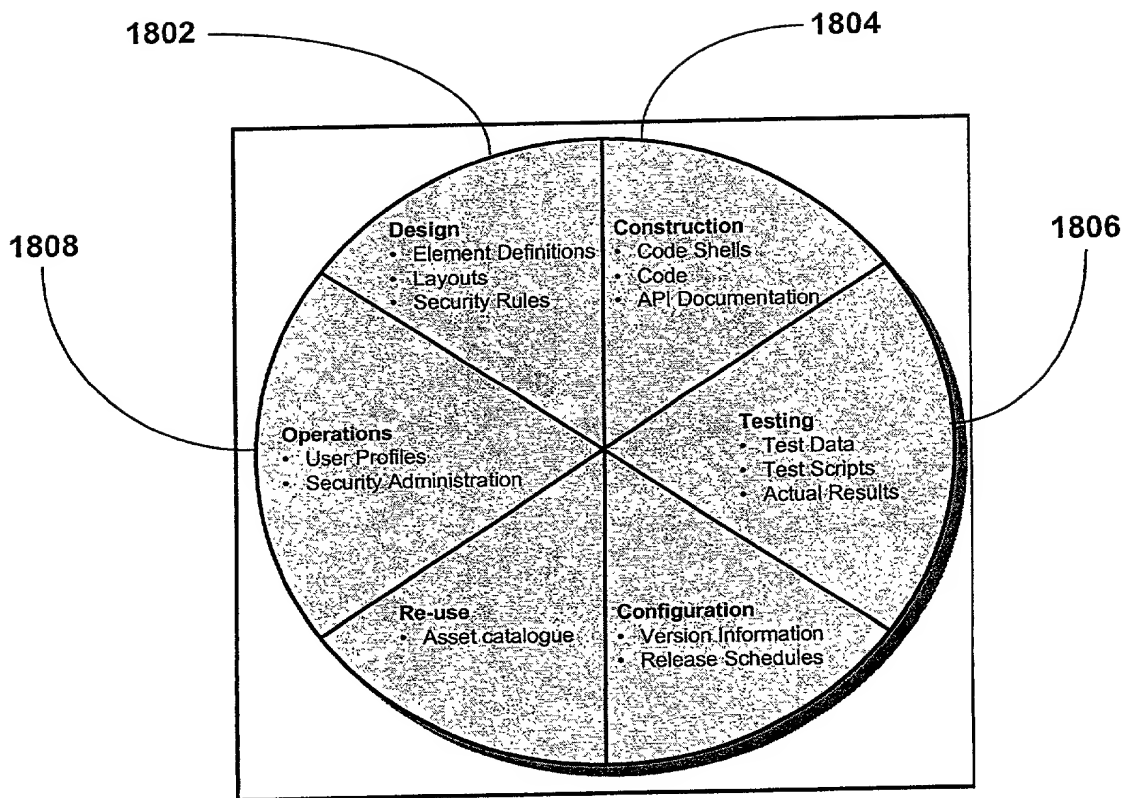 1802
1804
1808
1806
Design
• Element Definitions
• Layouts
• Security Rules
Construction
• Code Shells
• Code
• API Documentation
Testing
• Test Data
• Test Scripts
• Actual Results
Operations
• User Profiles
• Security Administration
Re-use
• Asset catalogue
Configuration
• Version Information
• Release Schedules